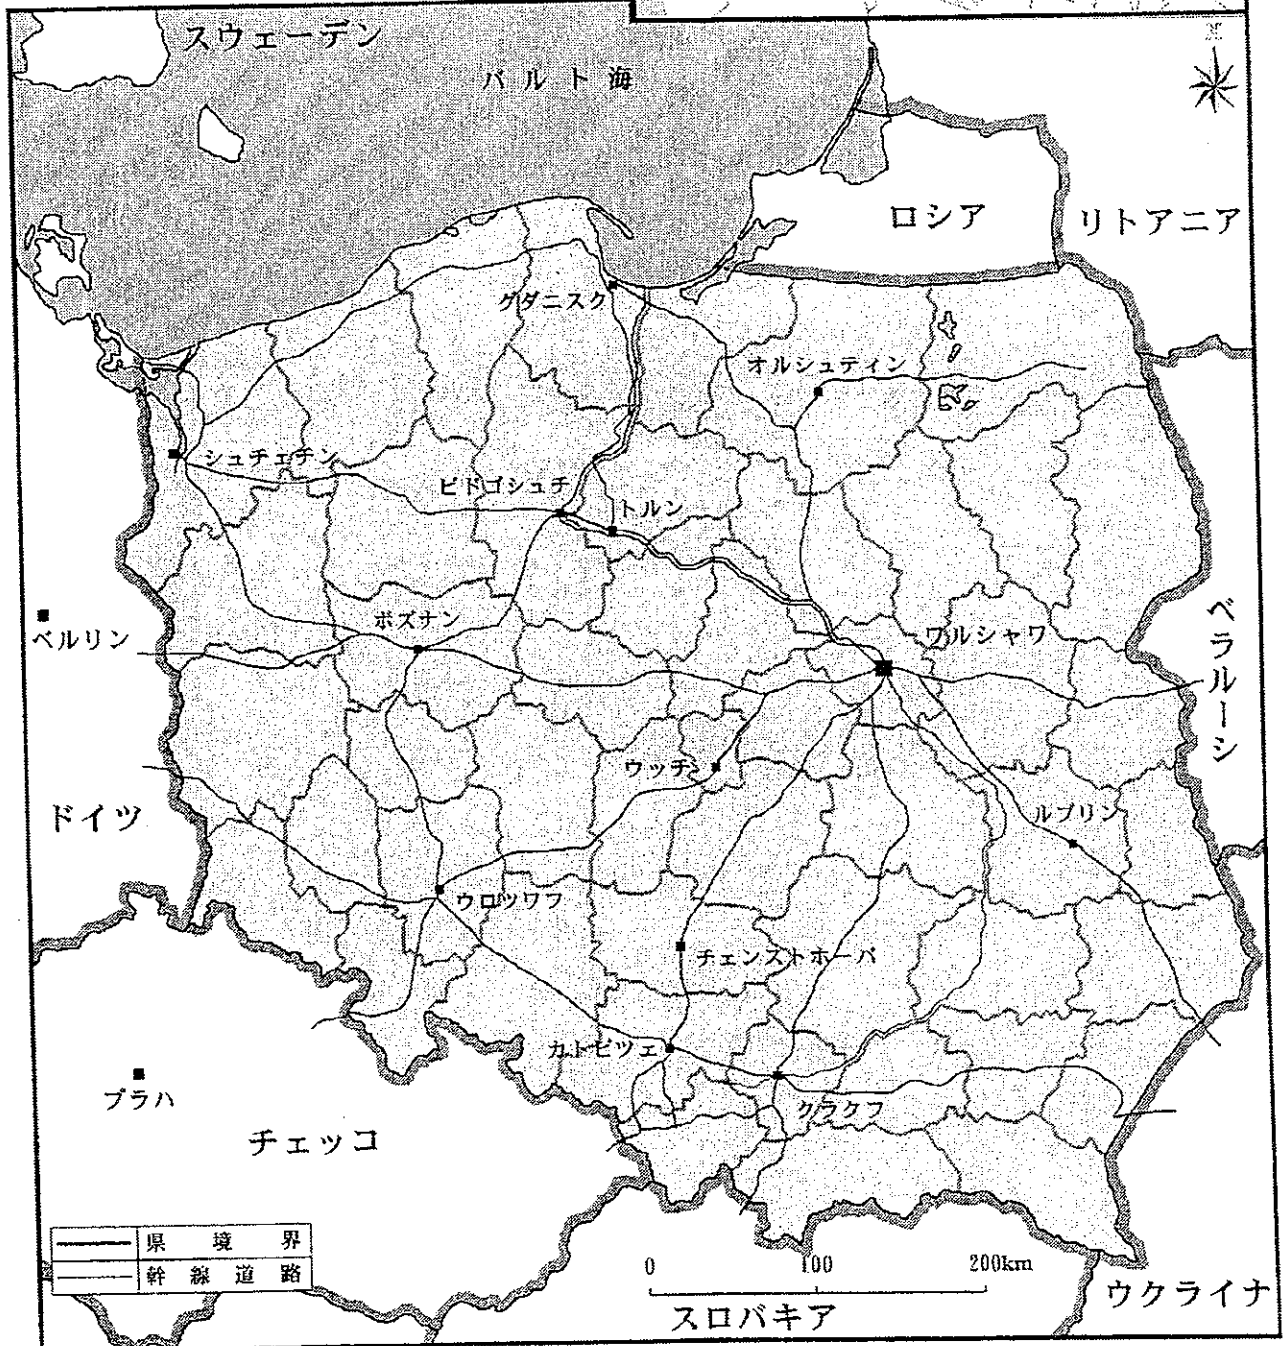 スウェーデン
バルト海
N
ロシア
リトアニア
グダニスク
オルシュティン
シュチェチン
ビドゴシュチ
トルン
ベルリン
ポズナン
ワルシャワ
ベラルーシ
ウッチ
ドイツ
ルブリン
ウロツワフ
チェンストホーバ
カトビツェ
プラハ
クラクフ
チェッコ
県境界
幹線道路
0 100 200km
スロバキア
ウクライナ